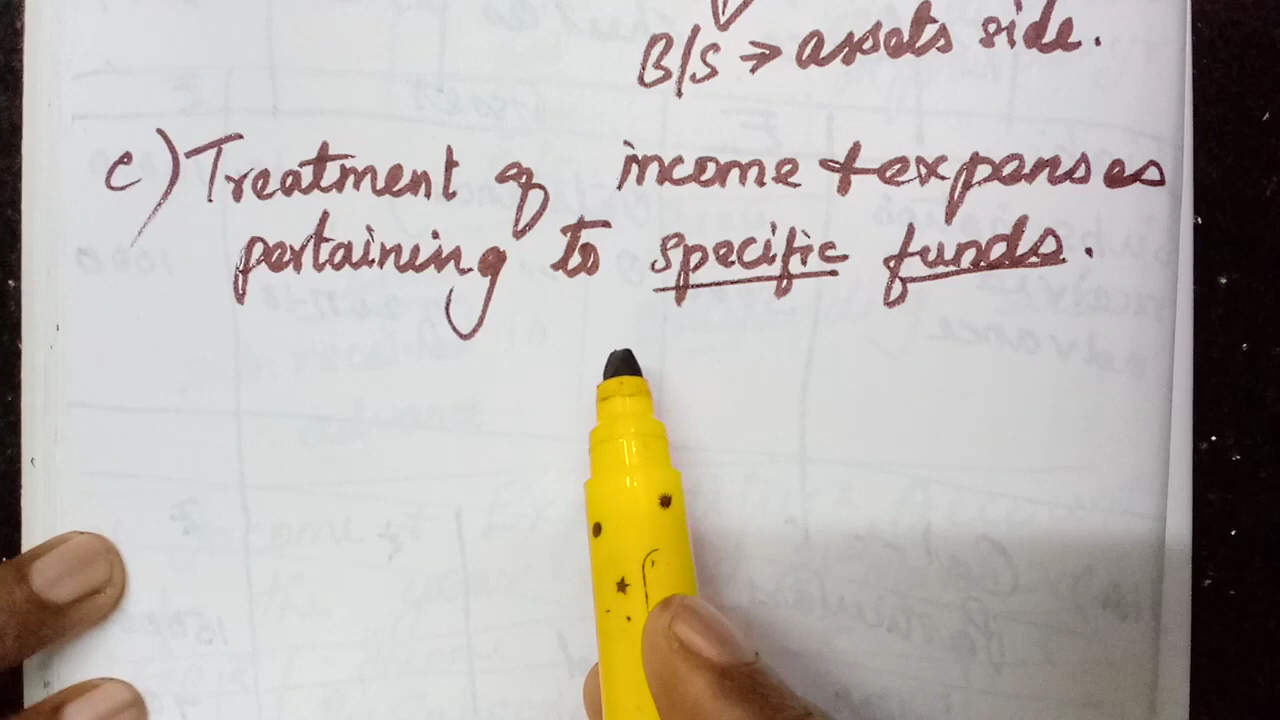 B/S → assets side.
c) Treatment of income & expenses
pertaining to specific funds.